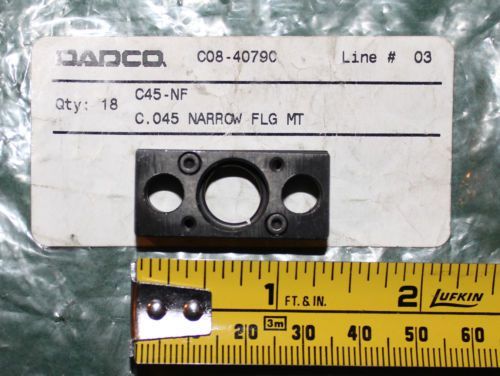 DADCO C08-40790 Line # 03
Qty: 18 C45-NF
C.045 NARROW FLG MT
1 FT. & IN. 2 LUFKIN
20 3m 30 40 50 60